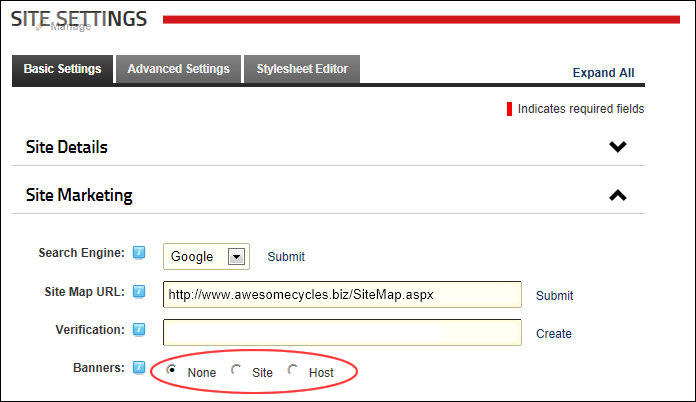 SITE SETTINGS
Manage
Basic Settings Advanced Settings Stylesheet Editor Expand All
Indicates required fields
Site Details
Site Marketing
Search Engine: Google Submit
Site Map URL: http://www.awesomecycles.biz/SiteMap.aspx Submit
Verification: Create
Banners: None Site Host